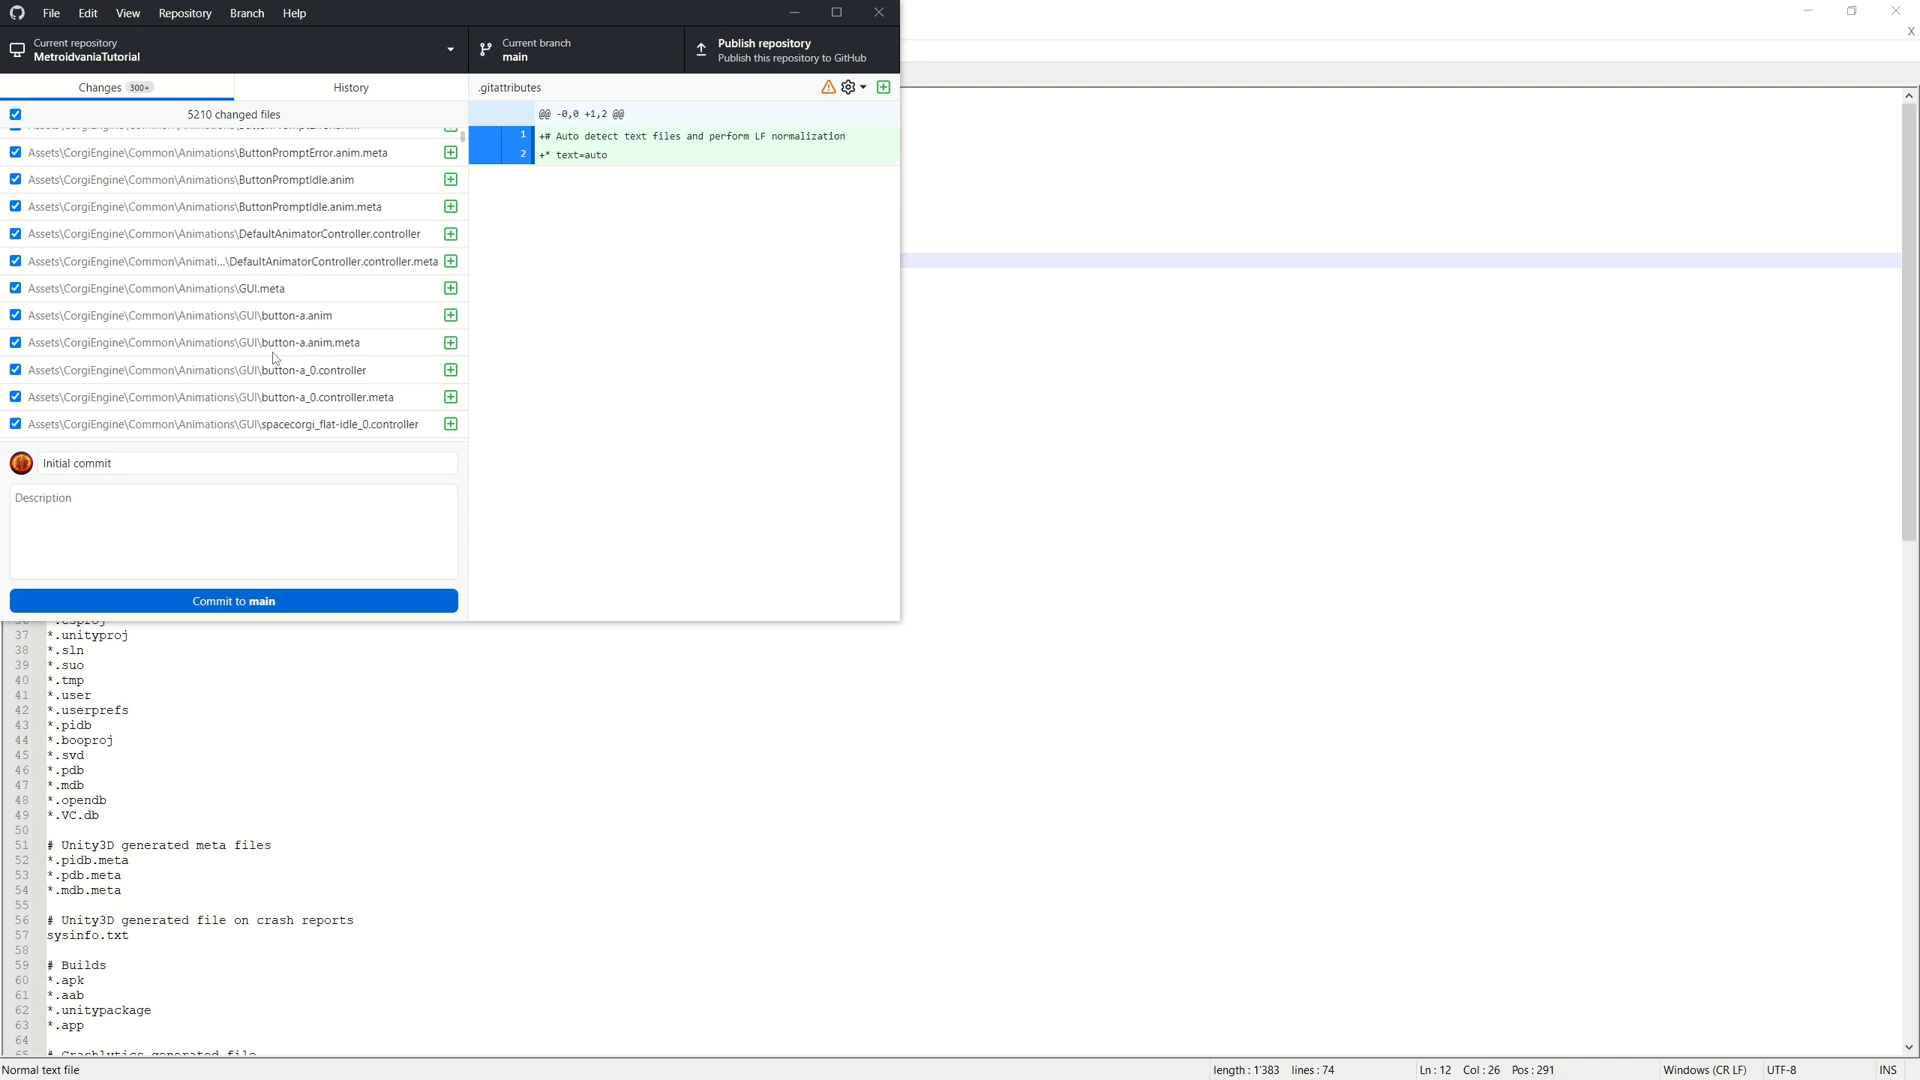 File Edit View Repository Branch Help
Current repository
MetroidvaniaTutorial
Current branch
main
Publish repository
Publish this repository to GitHub
Changes 300+
History
.gitattributes
5210 changed files
@@ -0,0 +1,2 @@
1 +# Auto detect text files and perform LF normalization
2 +* text=auto
Assets\CorgiEngine\Common\Animations\ButtonPromptError.anim.meta
Assets\CorgiEngine\Common\Animations\ButtonPromptIdle.anim
Assets\CorgiEngine\Common\Animations\ButtonPromptIdle.anim.meta
Assets\CorgiEngine\Common\Animations\DefaultAnimatorController.controller
Assets\CorgiEngine\Common\Animati...\DefaultAnimatorController.controller.meta
Assets\CorgiEngine\Common\Animations\GUI.meta
Assets\CorgiEngine\Common\Animations\GUI\button-a.anim
Assets\CorgiEngine\Common\Animations\GUI\button-a.anim.meta
Assets\CorgiEngine\Common\Animations\GUI\button-a_0.controller
Assets\CorgiEngine\Common\Animations\GUI\button-a_0.controller.meta
Assets\CorgiEngine\Common\Animations\GUI\spacecorgi_flat-idle_0.controller
Initial commit
Description
Commit to main
37 *.unityproj
38 *.sln
39 *.suo
40 *.tmp
41 *.user
42 *.userprefs
43 *.pidb
44 *.booproj
45 *.svd
46 *.pdb
47 *.mdb
48 *.opendb
49 *.VC.db
50
51 # Unity3D generated meta files
52 *.pidb.meta
53 *.pdb.meta
54 *.mdb.meta
55
56 # Unity3D generated file on crash reports
57 sysinfo.txt
58
59 # Builds
60 *.apk
61 *.aab
62 *.unitypackage
63 *.app
64
65 # Crashlytics generated file
Normal text file
length : 1'383 lines : 74
Ln : 12 Col : 26 Pos : 291
Windows (CR LF)
UTF-8
INS